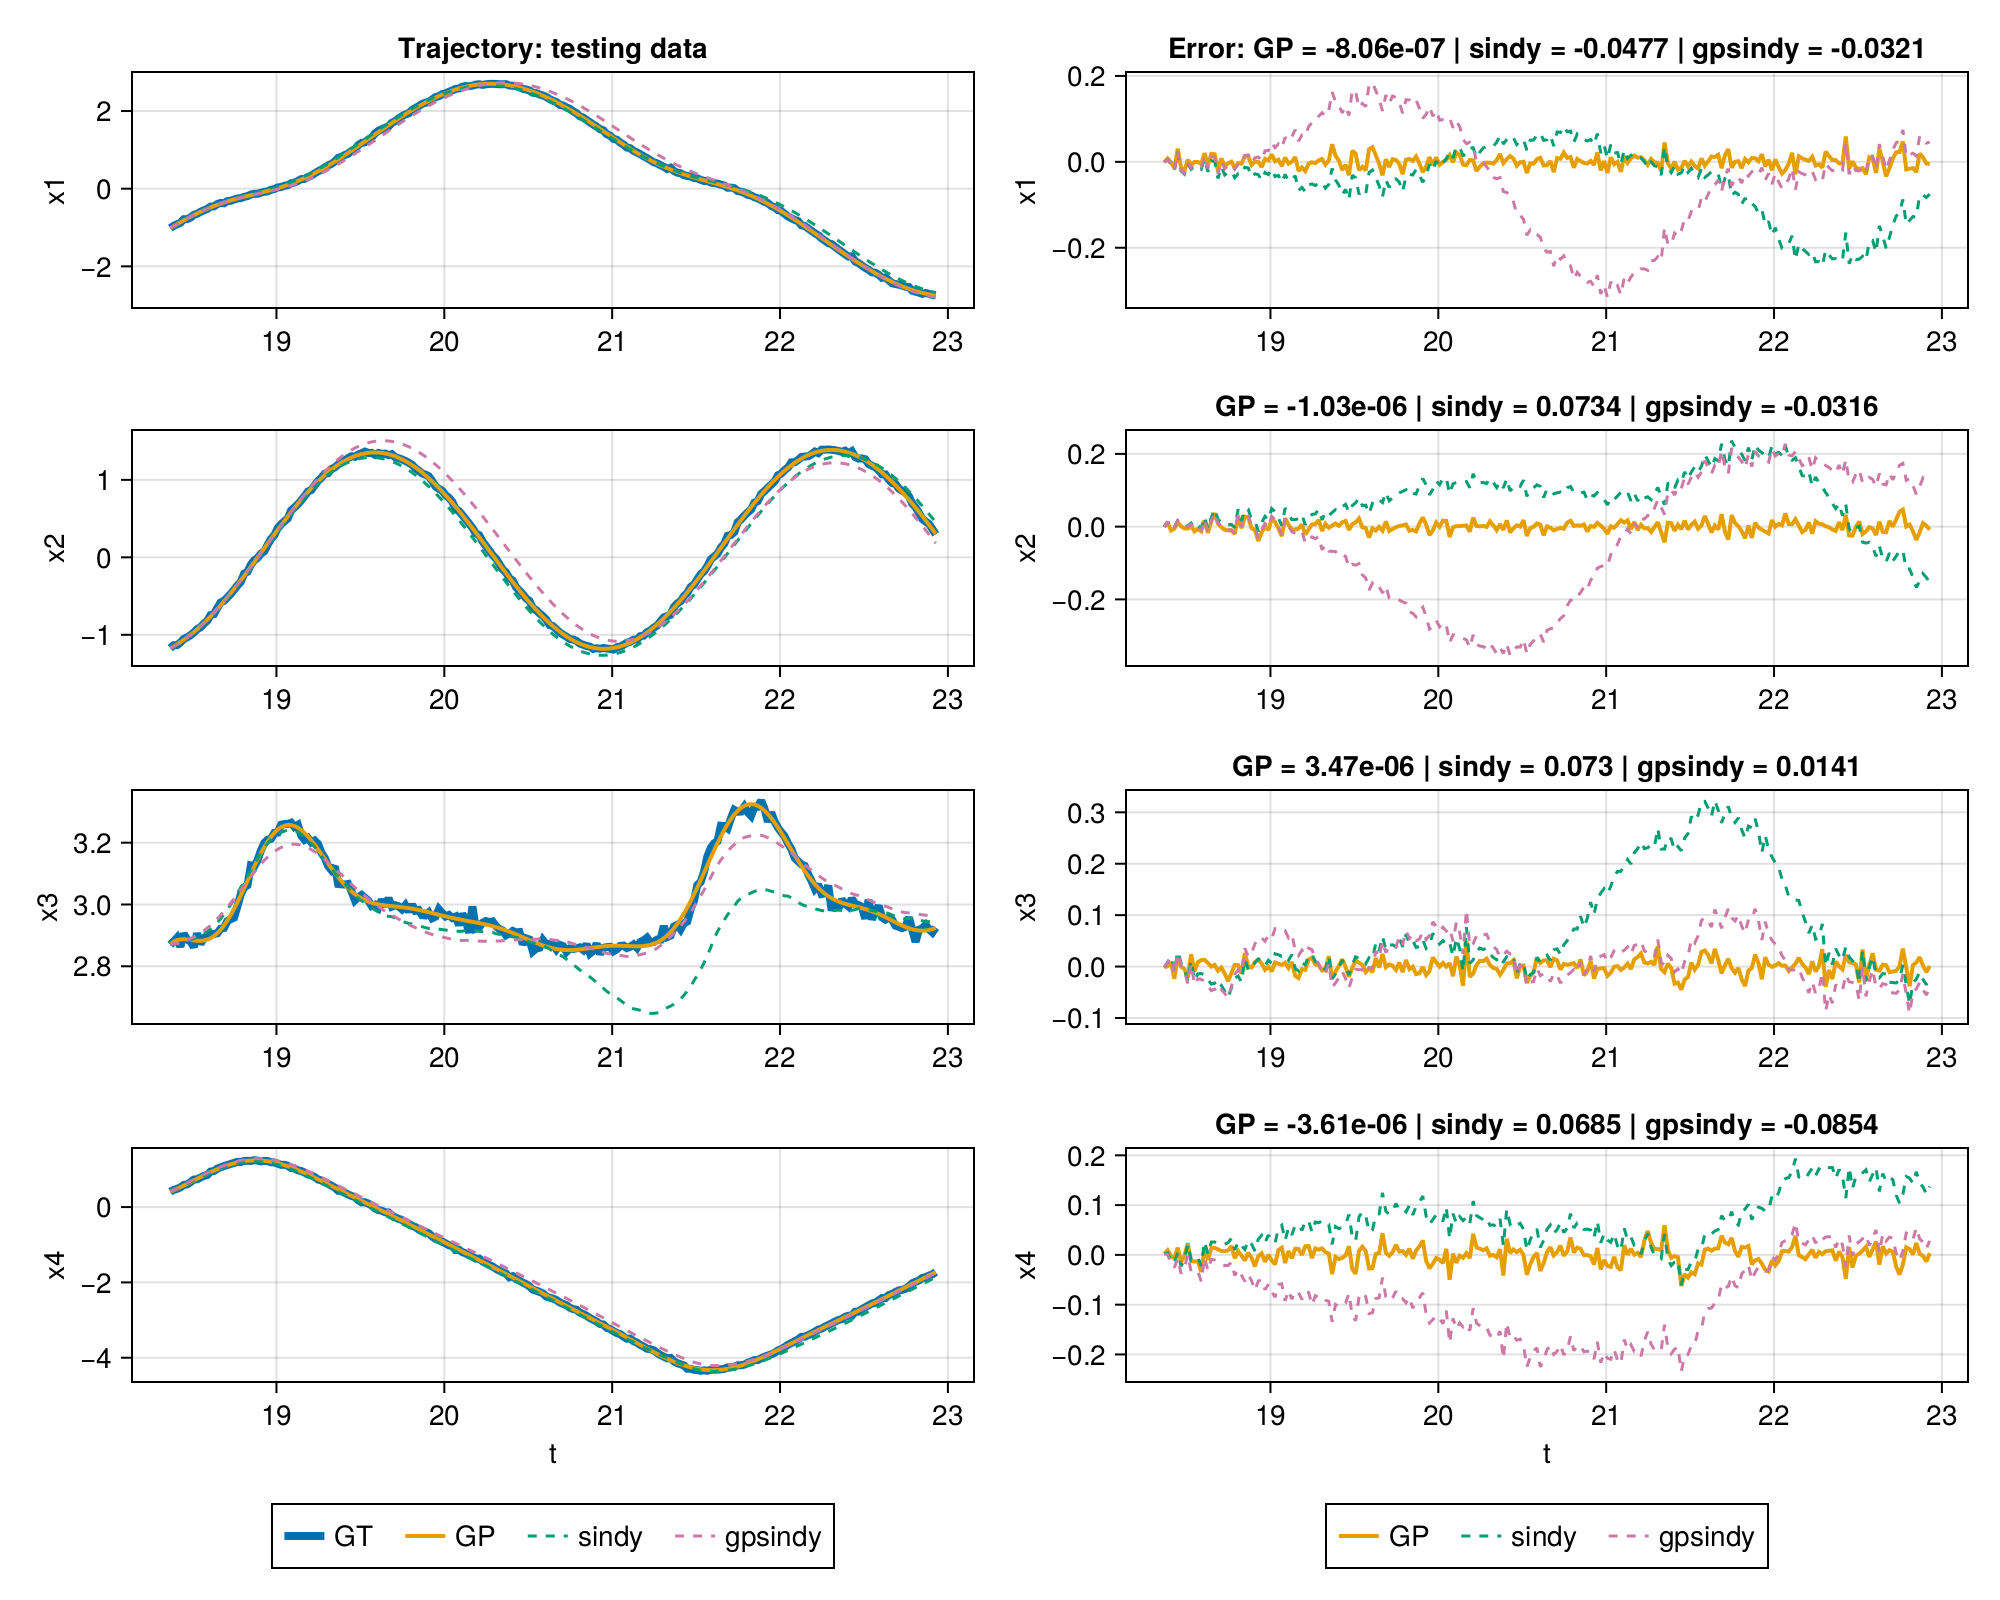 Trajectory: testing data
x1
2
0
−2
19 20 21 22 23
Error: GP = -8.06e-07 | sindy = -0.0477 | gpsindy = -0.0321
x1
0.2
0.0
−0.2
19 20 21 22 23
x2
1
0
−1
19 20 21 22 23
GP = -1.03e-06 | sindy = 0.0734 | gpsindy = -0.0316
x2
0.2
0.0
−0.2
19 20 21 22 23
x3
3.2
3.0
2.8
19 20 21 22 23
GP = 3.47e-06 | sindy = 0.073 | gpsindy = 0.0141
x3
0.3
0.2
0.1
0.0
−0.1
19 20 21 22 23
x4
0
−2
−4
19 20 21 22 23
t
GP = -3.61e-06 | sindy = 0.0685 | gpsindy = -0.0854
x4
0.2
0.1
0.0
−0.1
−0.2
19 20 21 22 23
t
GT GP sindy gpsindy
GP sindy gpsindy